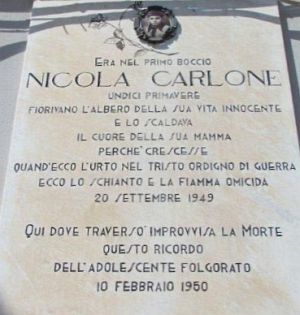 ERA NEL PRIMO BOCCIO
NICOLA CARLONE
UNDICI PRIMAVERE
FIORIVANO L'ALBERO DELLA SUA VITA INNOCENTE
E LO SCALDAVA
IL CUORE DELLA SUA MAMMA
PERCHE' CRESCESSE
QUAND'ECCO L'URTO NEL TRISTO ORDIGNO DI GUERRA
ECCO LO SCHIANTO E LA FIAMMA OMICIDA
20 SETTEMBRE 1949
QUI DOVE TRAVERSO' IMPROVVISA LA MORTE
QUESTO RICORDO
DELL'ADOLESCENTE FOLGORATO
10 FEBBRAIO 1950